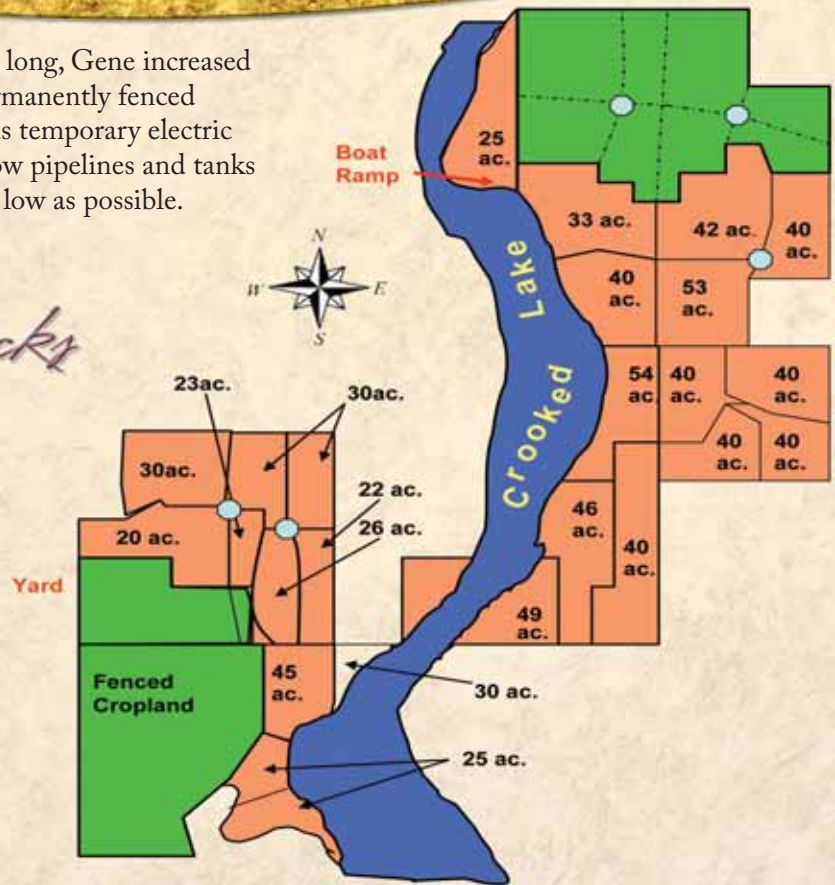 long, Gene increased
rmanently fenced
as temporary electric
ow pipelines and tanks
low as possible.
cks
N
W E
S
Boat
Ramp
25
ac.
33 ac.
42 ac.
40
ac.
40
ac.
53
ac.
Crooked Lake
54
ac.
40
ac.
40
ac.
40
ac.
40
ac.
46
ac.
40
ac.
49
ac.
23ac.
30ac.
30ac.
22 ac.
26 ac.
20 ac.
Yard
Fenced
Cropland
45
ac.
30 ac.
25 ac.